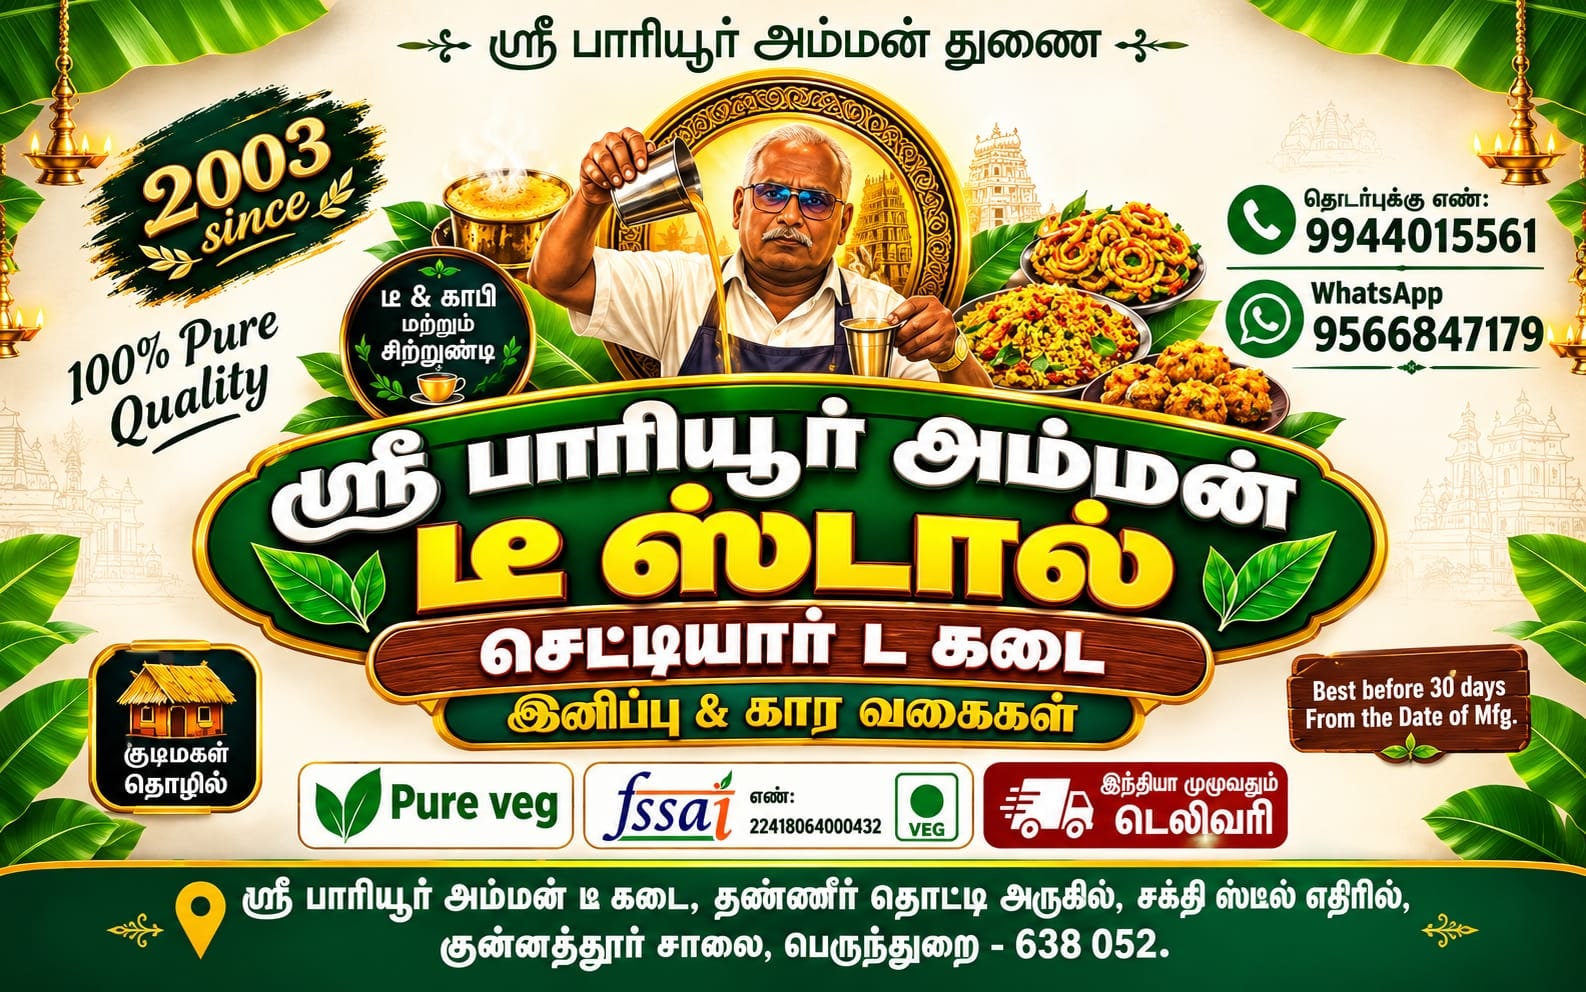 ஸ்ரீ பாரியூர் அம்மன் துணை
2003
since
100% Pure
Quality
டீ & காபி
மற்றும்
சிற்றுண்டி
தொடர்புக்கு எண்:
9944015561
WhatsApp
9566847179
ஸ்ரீ பாரியூர் அம்மன்
டீ ஸ்டால்
செட்டியார் ட கடை
இனிப்பு & கார வகைகள்
குடிமகள்
தொழில்
Best before 30 days
From the Date of Mfg.
Pure veg
fssai
எண்:
22418064000432
VEG
இந்தியா முழுவதும்
டெலிவரி
ஸ்ரீ பாரியூர் அம்மன் டீ கடை, தண்ணீர் தொட்டி அருகில், சக்தி ஸ்டீல் எதிரில்,
குன்னத்தூர் சாலை, பெருந்துறை - 638 052.